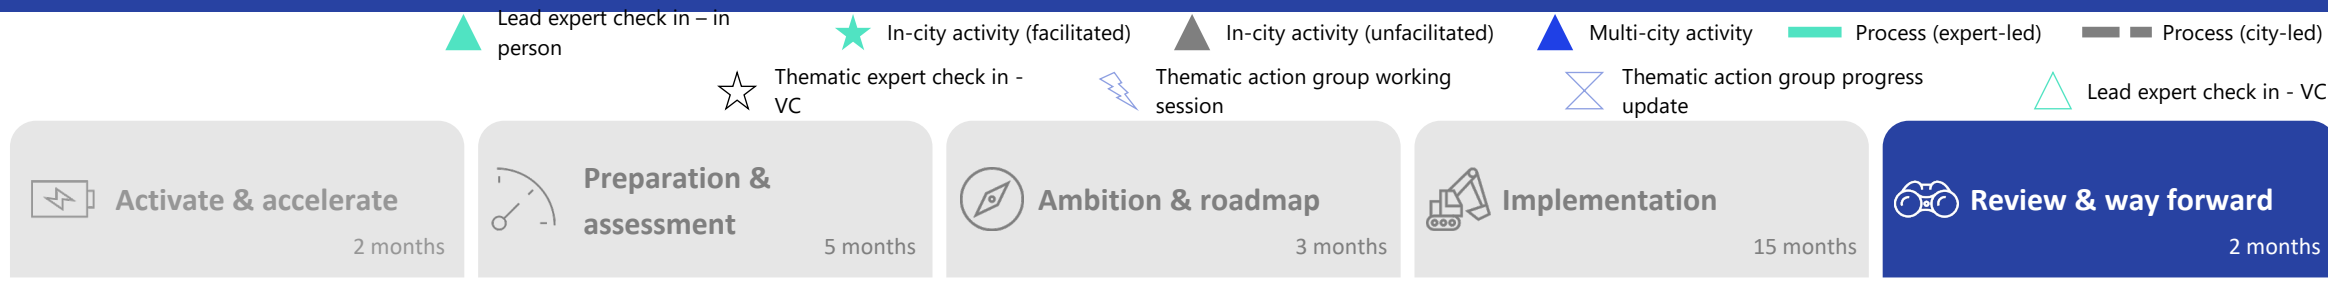 Lead expert check in – in
person
In-city activity (facilitated)
In-city activity (unfacilitated)
Multi-city activity
Process (expert-led)
Process (city-led)
Thematic expert check in -
VC
Thematic action group working
session
Thematic action group progress
update
Lead expert check in - VC
Activate & accelerate
2 months
Preparation &
assessment
5 months
Ambition & roadmap
3 months
Implementation
15 months
Review & way forward
2 months